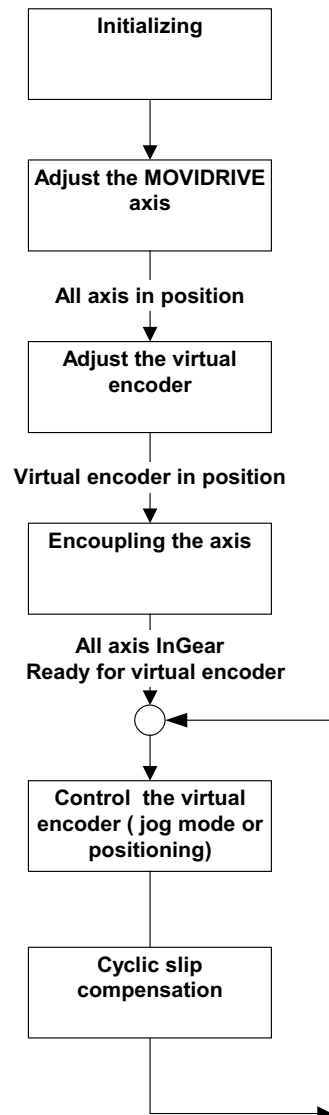 Initializing
Adjust the MOVIDRIVE
axis
All axis in position
Adjust the virtual
encoder
Virtual encoder in position
Encoupling the axis
All axis InGear
Ready for virtual encoder
Control the virtual
encoder ( jog mode or
positioning)
Cyclic slip
compensation